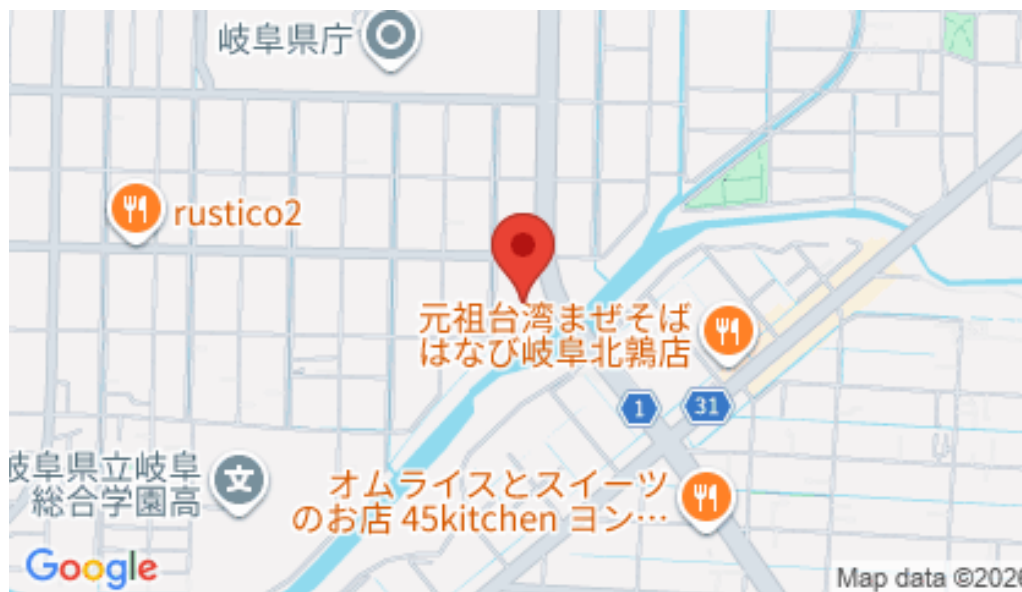 岐阜県庁
rustico2
元祖台湾まぜそば
はなび岐阜北鶉店
1
31
岐阜県立岐阜
総合学園高
オムライスとスイーツ
のお店 45kitchen ヨン…
Google
Map data ©2026